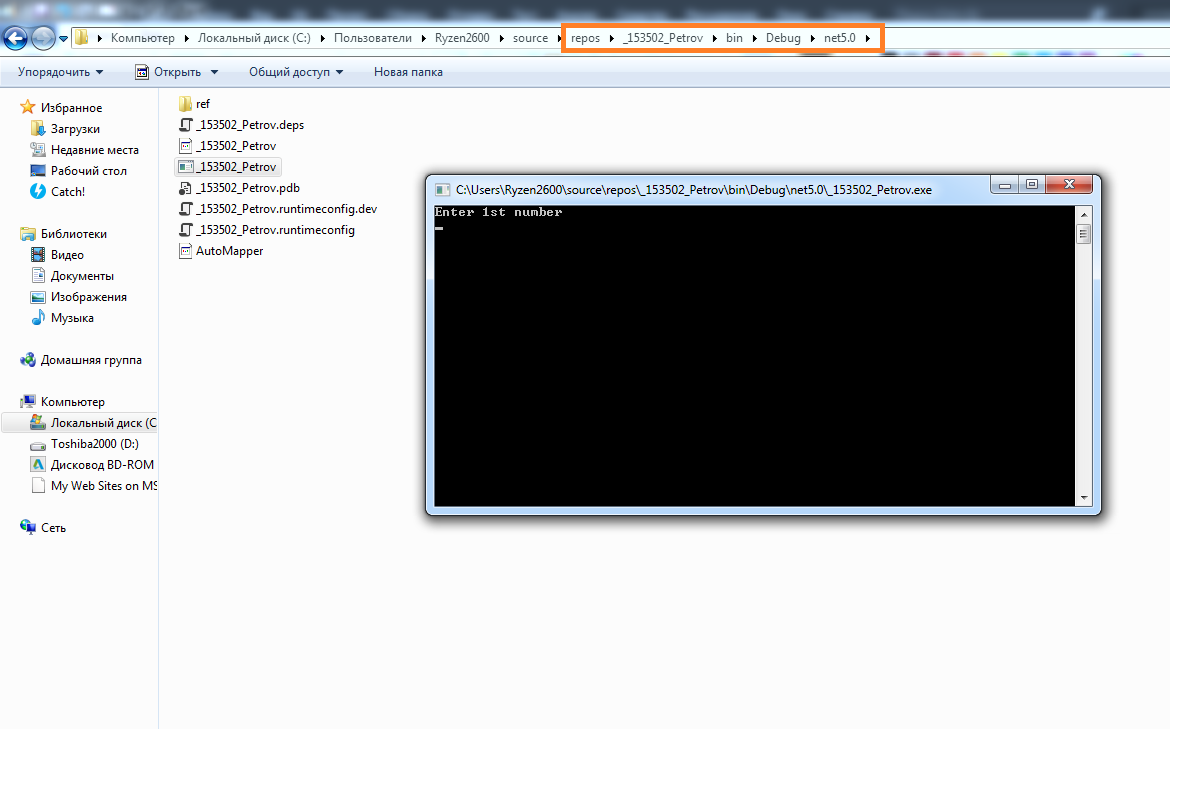 Компьютер Локальный диск (C:) Пользователи Ryzen2600 source repos _153502_Petrov bin Debug net5.0
Упорядочить Открыть Общий доступ Новая папка
Избранное
Загрузки
Недавние места
Рабочий стол
Catch!
Библиотеки
Видео
Документы
Изображения
Музыка
Домашняя группа
Компьютер
Локальный диск (C
Toshiba2000 (D:)
Дисковод BD-ROM
My Web Sites on MS
Сеть
ref
_153502_Petrov.deps
_153502_Petrov
_153502_Petrov
_153502_Petrov.pdb
_153502_Petrov.runtimeconfig.dev
_153502_Petrov.runtimeconfig
AutoMapper
C:\Users\Ryzen2600\source\repos\_153502_Petrov\bin\Debug\net5.0\_153502_Petrov.exe
Enter 1st number